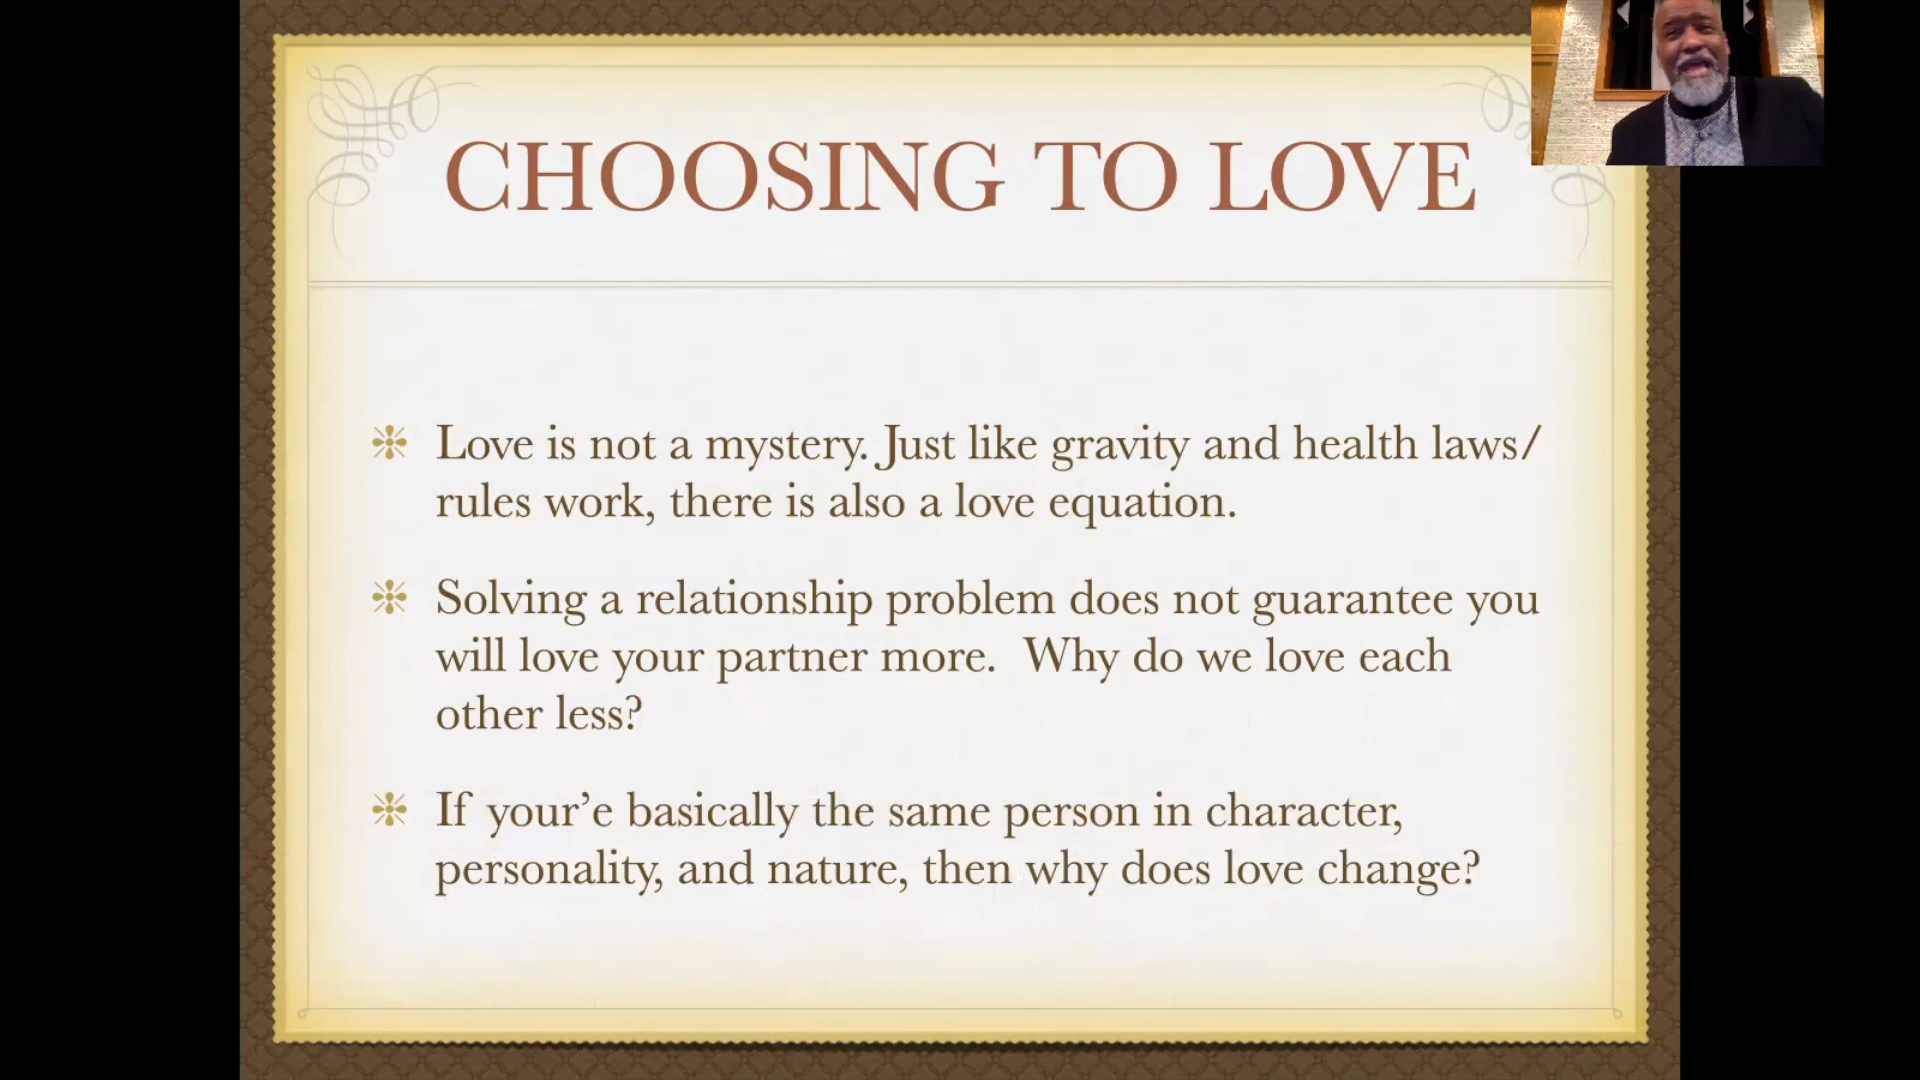 CHOOSING TO LOVE
Love is not a mystery. Just like gravity and health laws/
rules work, there is also a love equation.
Solving a relationship problem does not guarantee you
will love your partner more.  Why do we love each
other less?
If your’e basically the same person in character,
personality, and nature, then why does love change?